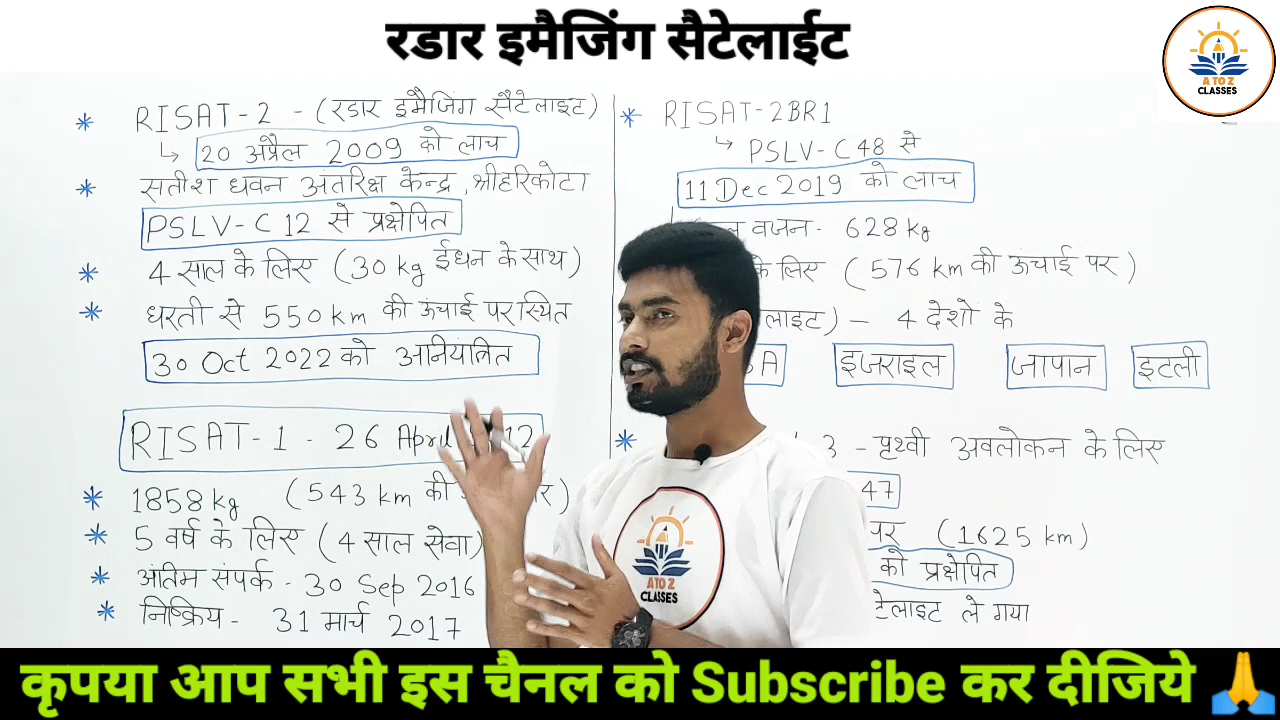 रडार इमैजिंग सैटेलाईट
A TO Z
CLASSES
* RISAT-2 - (रडार इमैजिंग सैटेलाइट)
↳ 20 अप्रैल 2009 को लाच
* सतीश धवन अंतरिक्ष केन्द्र, श्रीहरिकोटा
PSLV-C12 से प्रक्षेपित
* 4 साल के लिए (30 kg ईधन के साथ)
* धरती से 550 km की ऊंचाई पर स्थित
30 Oct 2022 को अनियंत्रित
RISAT-1 - 26 April 12
* 1858 kg (543 km की
* 5 वर्ष के लिए (4 साल सेवा)
* अंतिम संपर्क - 30 Sep 2016
* निष्क्रिय - 31 मार्च 2017
* RISAT-2BR1
↳ PSLV-C48 से
11 Dec 2019 को लाच
वजन - 628 kg
के लिए (576 km की ऊंचाई पर)
लाइट) - 4 देशो के
A इजराइल जापान इटली
* 3 - पृथ्वी अवलोकन के लिए
47
पर (1625 km)
को प्रक्षेपित
टेलाइट ले गया
A TO Z
CLASSES
कृपया आप सभी इस चैनल को Subscribe कर दीजिये 🙏